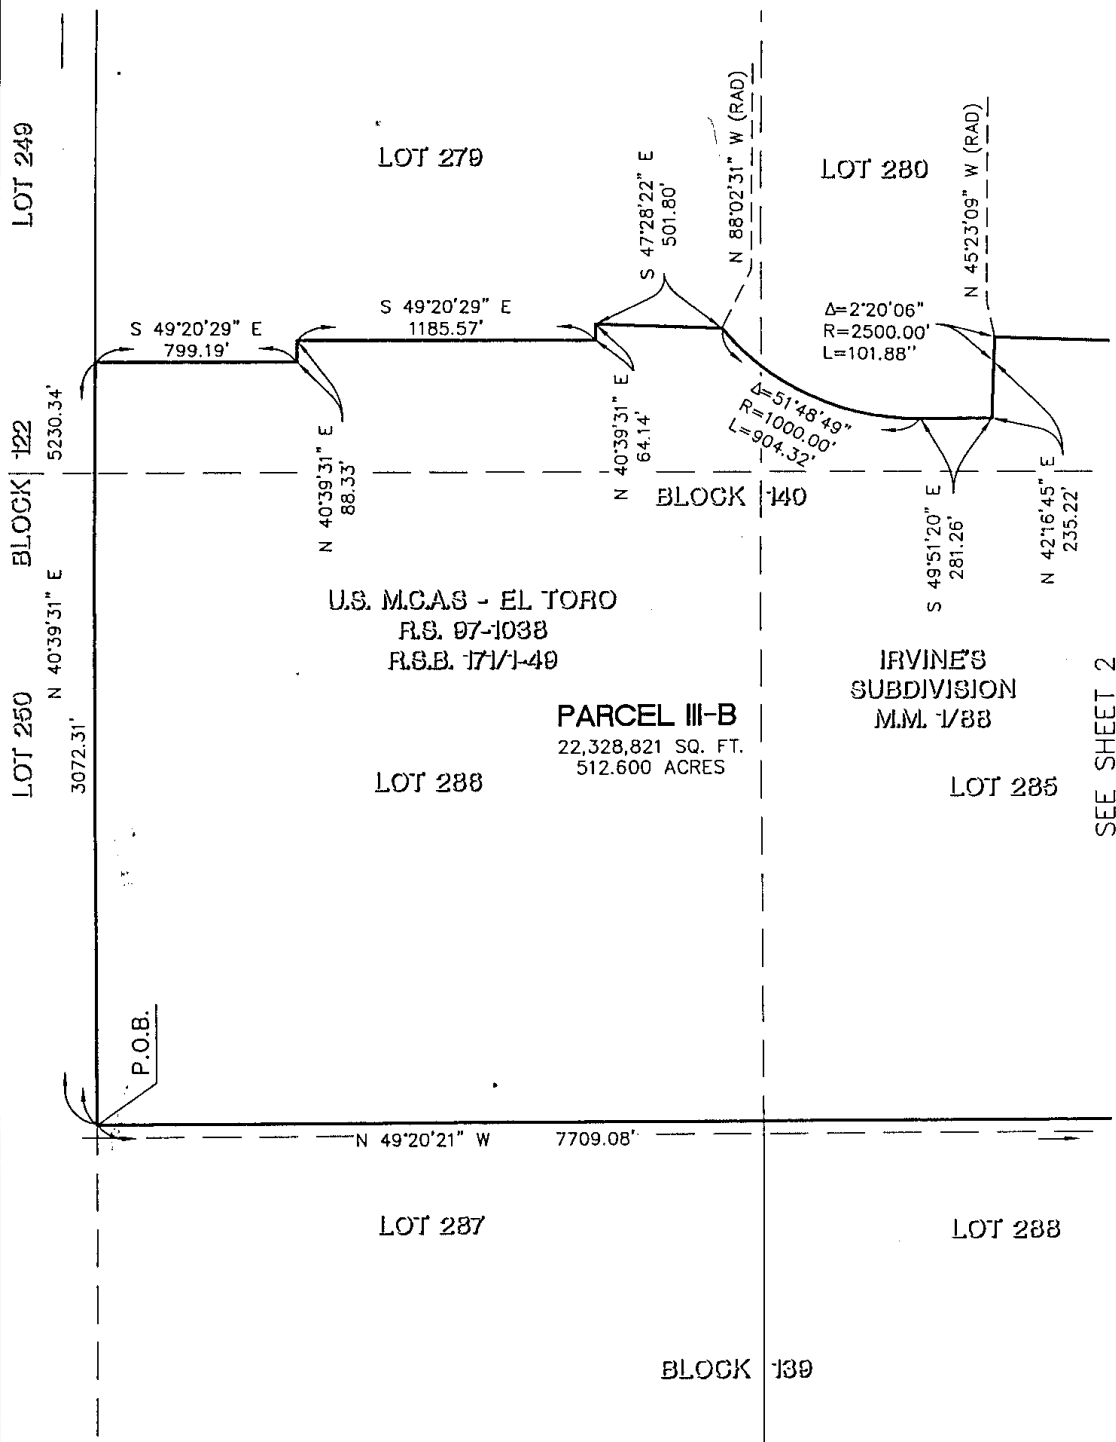 LOT 249
LOT 279
LOT 280
S 47°28'22" E
501.80'
N 88°02'31" W (RAD)
N 45°23'09" W (RAD)
S 49°20'29" E
799.19'
S 49°20'29" E
1185.57'
Δ=2°20'06"
R=2500.00'
L=101.88''
BLOCK 122
5230.34'
N 40°39'31" E
88.33'
N 40°39'31" E
64.14'
Δ=51°48'49"
R=1000.00'
L=904.32'
BLOCK 140
S 49°51'20" E
281.26'
N 42°16'45" E
235.22'
N 40°39'31" E
3072.31'
LOT 250
U.S. M.C.A.S - EL TORO
R.S. 97-1038
R.S.B. 171/1-49
IRVINE'S
SUBDIVISION
M.M. 1/88
PARCEL III-B
22,328,821 SQ. FT.
512.600 ACRES
LOT 286
LOT 285
SEE SHEET 2
P.O.B.
N 49°20'21" W 7709.08'
LOT 287
LOT 288
BLOCK 139